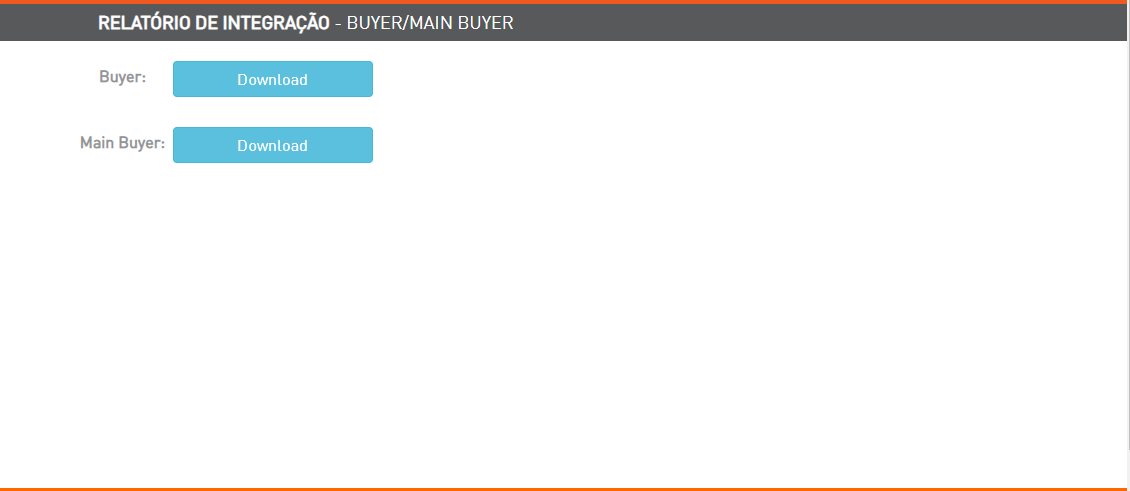 RELATÓRIO DE INTEGRAÇÃO - BUYER/MAIN BUYER
Buyer: Download
Main Buyer: Download